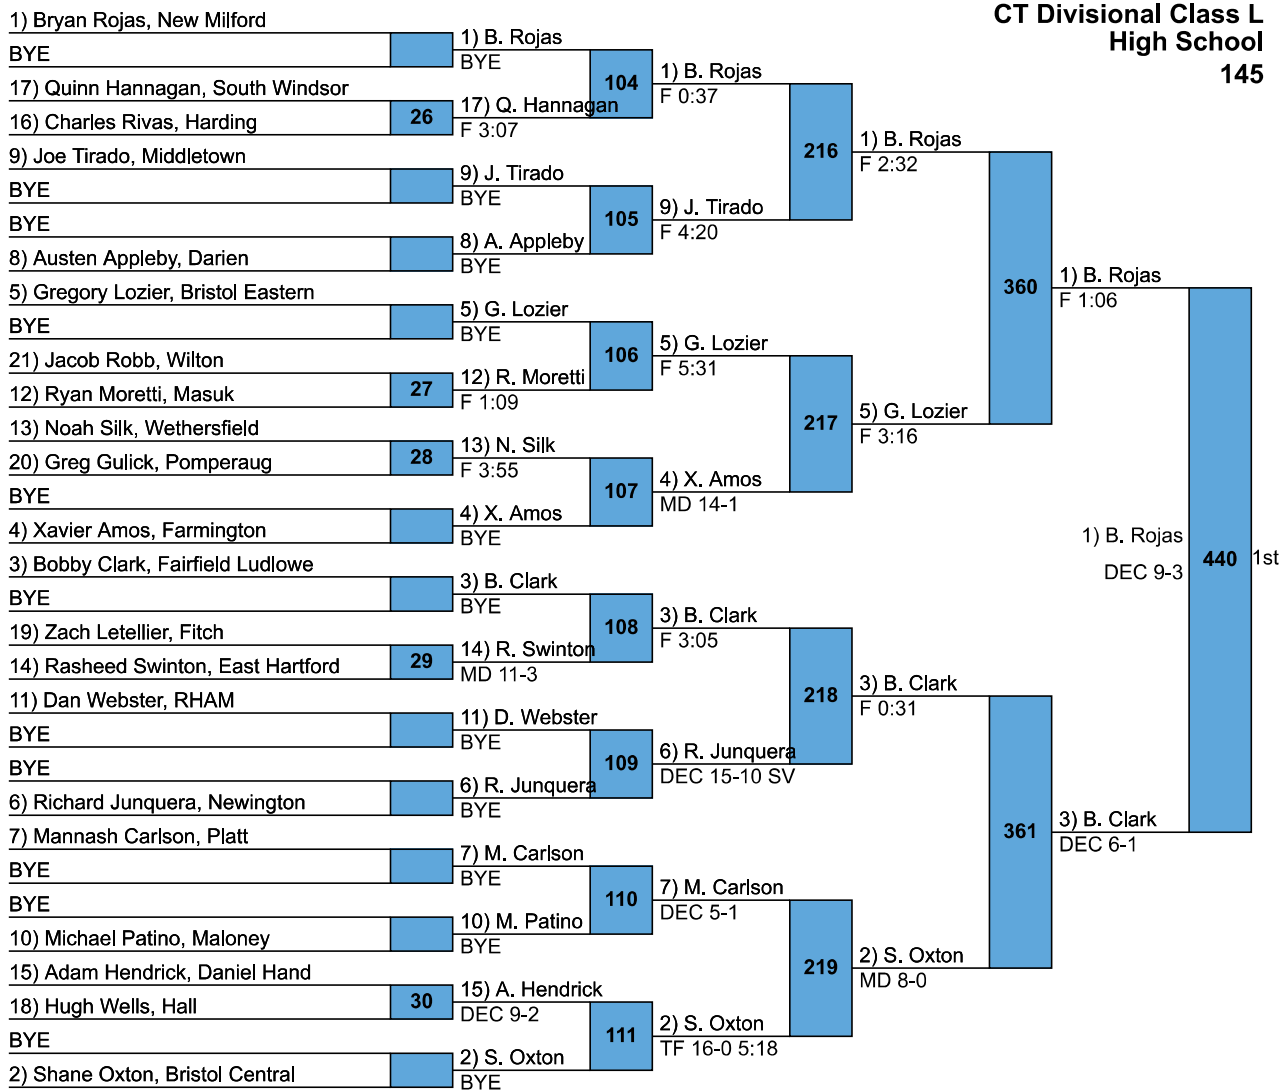 CT Divisional Class L
High School
145
1) Bryan Rojas, New Milford
BYE
17) Quinn Hannagan, South Windsor
16) Charles Rivas, Harding
26
9) Joe Tirado, Middletown
BYE
BYE
8) Austen Appleby, Darien
5) Gregory Lozier, Bristol Eastern
BYE
21) Jacob Robb, Wilton
12) Ryan Moretti, Masuk
27
13) Noah Silk, Wethersfield
20) Greg Gulick, Pomperaug
28
BYE
4) Xavier Amos, Farmington
3) Bobby Clark, Fairfield Ludlowe
BYE
19) Zach Letellier, Fitch
14) Rasheed Swinton, East Hartford
29
11) Dan Webster, RHAM
BYE
BYE
6) Richard Junquera, Newington
7) Mannash Carlson, Platt
BYE
BYE
10) Michael Patino, Maloney
15) Adam Hendrick, Daniel Hand
18) Hugh Wells, Hall
30
BYE
2) Shane Oxton, Bristol Central
1) B. Rojas
BYE
104
17) Q. Hannagan
F 3:07
9) J. Tirado
BYE
105
8) A. Appleby
BYE
5) G. Lozier
BYE
106
12) R. Moretti
F 1:09
13) N. Silk
F 3:55
107
4) X. Amos
BYE
3) B. Clark
BYE
108
14) R. Swinton
MD 11-3
11) D. Webster
BYE
109
6) R. Junquera
BYE
7) M. Carlson
BYE
110
10) M. Patino
BYE
15) A. Hendrick
DEC 9-2
111
2) S. Oxton
BYE
1) B. Rojas
F 0:37
216
9) J. Tirado
F 4:20
5) G. Lozier
F 5:31
217
4) X. Amos
MD 14-1
3) B. Clark
F 3:05
218
6) R. Junquera
DEC 15-10 SV
7) M. Carlson
DEC 5-1
219
2) S. Oxton
TF 16-0 5:18
1) B. Rojas
F 2:32
360
5) G. Lozier
F 3:16
3) B. Clark
F 0:31
361
2) S. Oxton
MD 8-0
1) B. Rojas
F 1:06
3) B. Clark
DEC 6-1
1) B. Rojas
DEC 9-3
440
1st